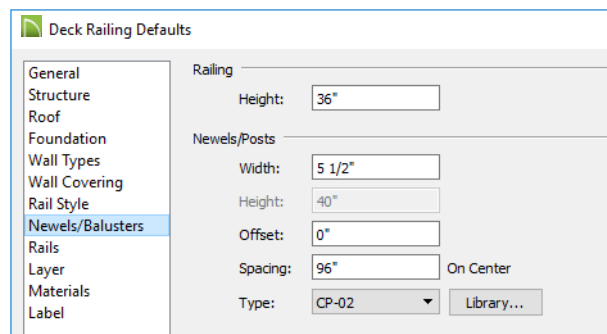 Deck Railing Defaults
General
Structure
Roof
Foundation
Wall Types
Wall Covering
Rail Style
Newels/Balusters
Rails
Layer
Materials
Label
Railing
Height: 36"
Newels/Posts
Width: 5 1/2"
Height: 40"
Offset: 0"
Spacing: 96" On Center
Type: CP-02 Library...